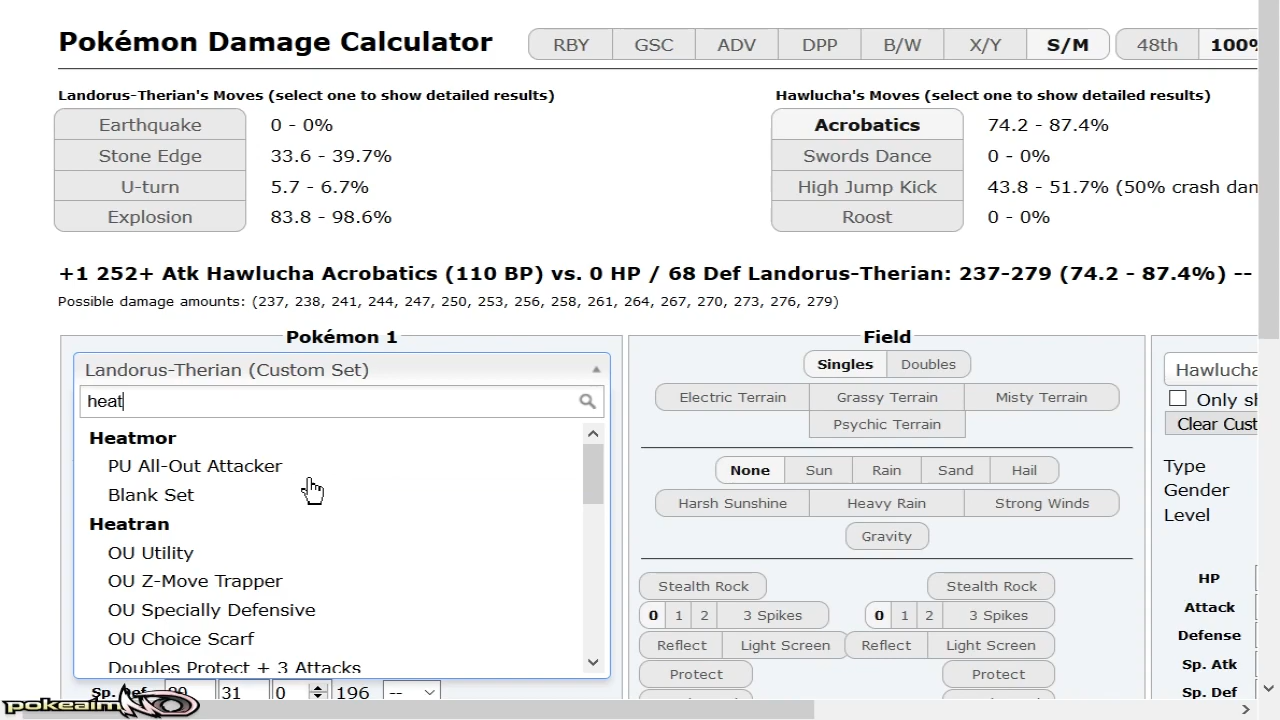 Pokémon Damage Calculator RBY GSC ADV DPP B/W X/Y S/M 48th 100%
Landorus-Therian's Moves (select one to show detailed results) Hawlucha's Moves (select one to show detailed results)
Earthquake 0 - 0% Acrobatics 74.2 - 87.4%
Stone Edge 33.6 - 39.7% Swords Dance 0 - 0%
U-turn 5.7 - 6.7% High Jump Kick 43.8 - 51.7% (50% crash dan
Explosion 83.8 - 98.6% Roost 0 - 0%
+1 252+ Atk Hawlucha Acrobatics (110 BP) vs. 0 HP / 68 Def Landorus-Therian: 237-279 (74.2 - 87.4%) --
Possible damage amounts: (237, 238, 241, 244, 247, 250, 253, 256, 258, 261, 264, 267, 270, 273, 276, 279)
Pokémon 1 Field
Landorus-Therian (Custom Set) Singles Doubles Hawlucha
heat Electric Terrain Grassy Terrain Misty Terrain Only sh
Psychic Terrain Clear Cust
Heatmor
PU All-Out Attacker None Sun Rain Sand Hail Type
Blank Set Harsh Sunshine Heavy Rain Strong Winds Gender
Heatran Level
Gravity
OU Utility
OU Z-Move Trapper Stealth Rock Stealth Rock HP
OU Specially Defensive 0 1 2 3 Spikes 0 1 2 3 Spikes Attack
OU Choice Scarf Reflect Light Screen Reflect Light Screen Defense
Doubles Protect + 3 Attacks Protect Protect Sp. Atk
Sp. Def 31 0 196 -- Sp. Def
pokeaim